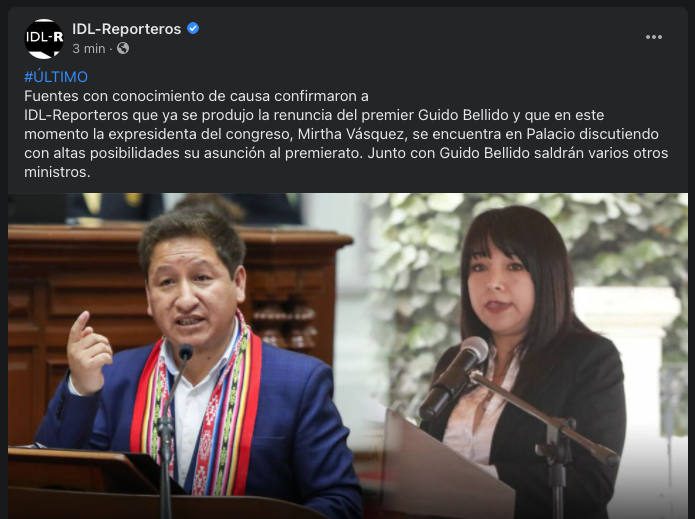 IDL-R
IDL-Reporteros
3 min ·
#ÚLTIMO
Fuentes con conocimiento de causa confirmaron a
IDL-Reporteros que ya se produjo la renuncia del premier Guido Bellido y que en este
momento la expresidenta del congreso, Mirtha Vásquez, se encuentra en Palacio discutiendo
con altas posibilidades su asunción al premierato. Junto con Guido Bellido saldrán varios otros
ministros.